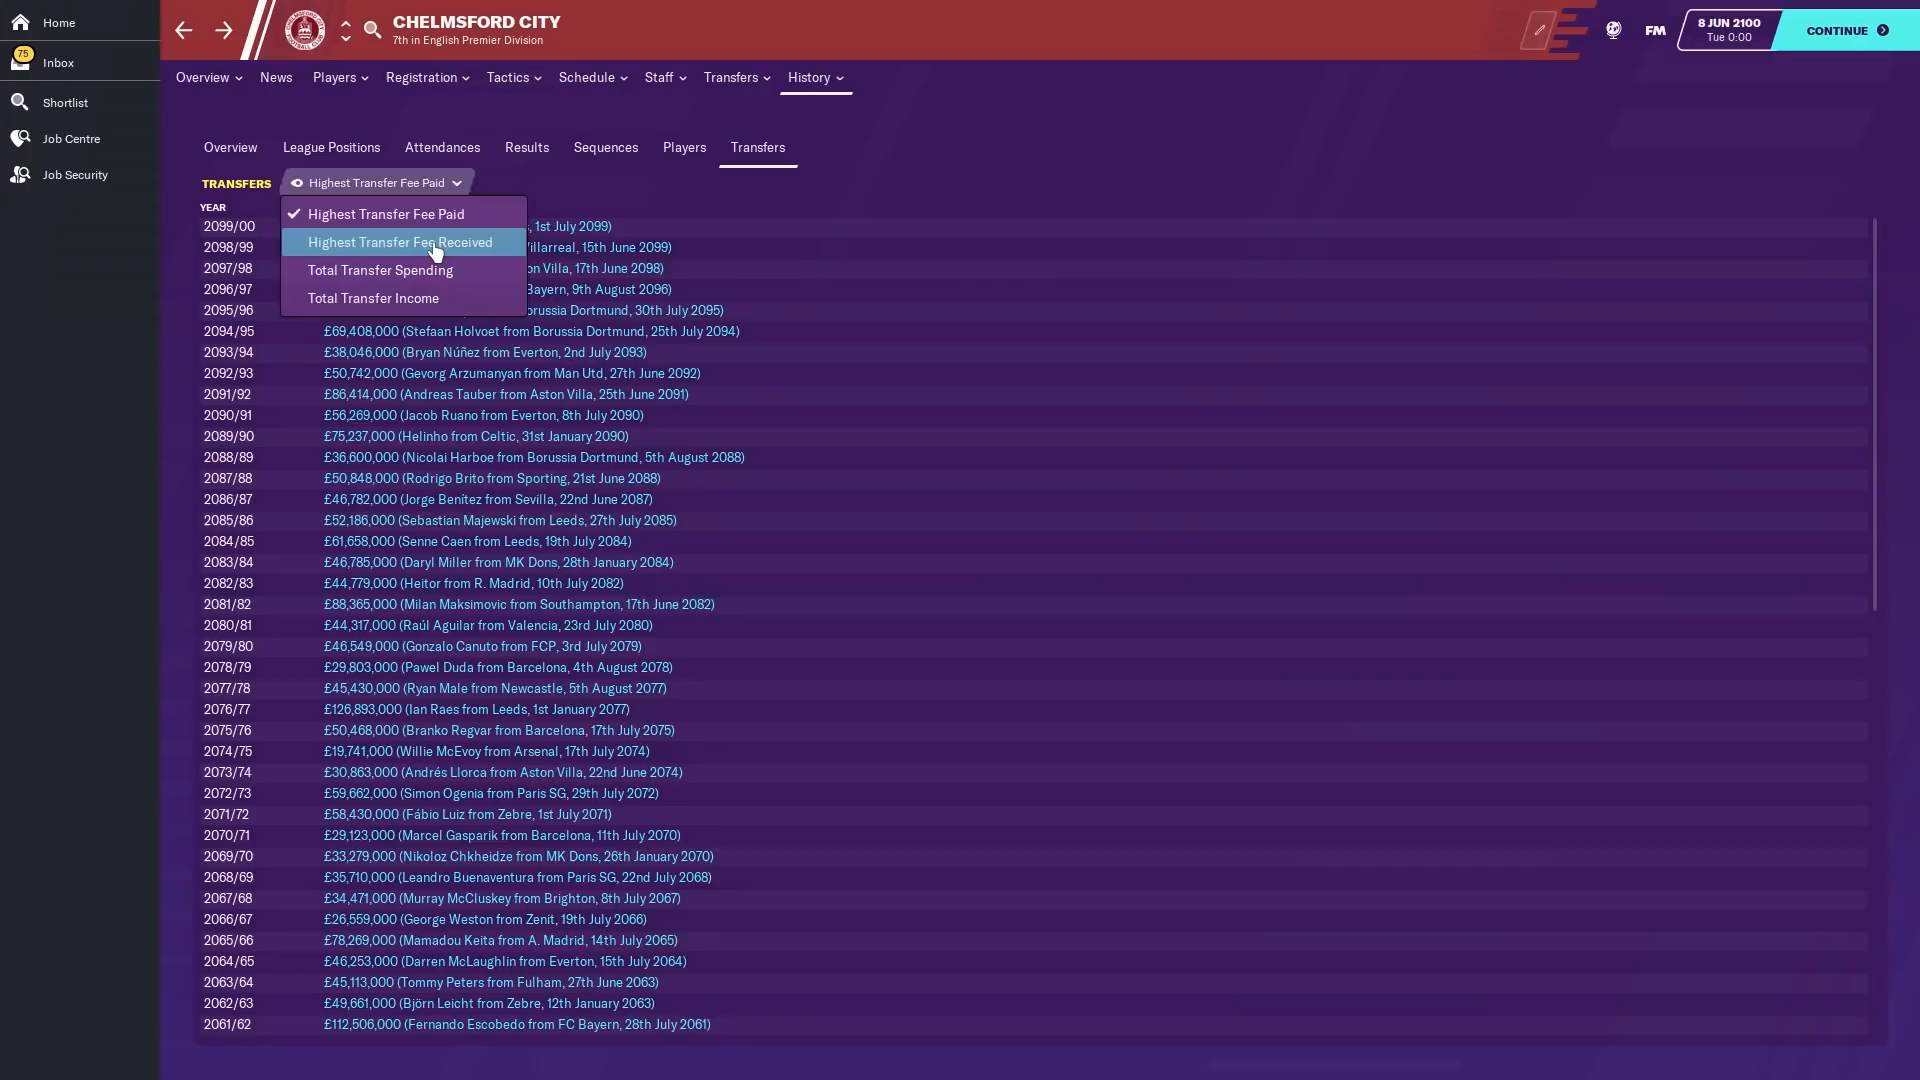 Home
75
Inbox
Shortlist
Job Centre
Job Security
CHELMSFORD CITY
7th in English Premier Division
FM
8 JUN 2100
Tue 0:00
CONTINUE
Overview News Players Registration Tactics Schedule Staff Transfers History
Overview League Positions Attendances Results Sequences Players Transfers
TRANSFERS Highest Transfer Fee Paid
YEAR
Highest Transfer Fee Paid
Highest Transfer Fee Received
Total Transfer Spending
Total Transfer Income
2099/00 , 1st July 2099)
2098/99 illarreal, 15th June 2099)
2097/98 on Villa, 17th June 2098)
2096/97 Bayern, 9th August 2096)
2095/96 orussia Dortmund, 30th July 2095)
2094/95 £69,408,000 (Stefaan Holvoet from Borussia Dortmund, 25th July 2094)
2093/94 £38,046,000 (Bryan Núñez from Everton, 2nd July 2093)
2092/93 £50,742,000 (Gevorg Arzumanyan from Man Utd, 27th June 2092)
2091/92 £86,414,000 (Andreas Tauber from Aston Villa, 25th June 2091)
2090/91 £56,269,000 (Jacob Ruano from Everton, 8th July 2090)
2089/90 £75,237,000 (Helinho from Celtic, 31st January 2090)
2088/89 £36,600,000 (Nicolai Harboe from Borussia Dortmund, 5th August 2088)
2087/88 £50,848,000 (Rodrigo Brito from Sporting, 21st June 2088)
2086/87 £46,782,000 (Jorge Benítez from Sevilla, 22nd June 2087)
2085/86 £52,186,000 (Sebastian Majewski from Leeds, 27th July 2085)
2084/85 £61,658,000 (Senne Caen from Leeds, 19th July 2084)
2083/84 £46,785,000 (Daryl Miller from MK Dons, 28th January 2084)
2082/83 £44,779,000 (Heitor from R. Madrid, 10th July 2082)
2081/82 £88,365,000 (Milan Maksimovic from Southampton, 17th June 2082)
2080/81 £44,317,000 (Raúl Aguilar from Valencia, 23rd July 2080)
2079/80 £46,549,000 (Gonzalo Canuto from FCP, 3rd July 2079)
2078/79 £29,803,000 (Pawel Duda from Barcelona, 4th August 2078)
2077/78 £45,430,000 (Ryan Male from Newcastle, 5th August 2077)
2076/77 £126,893,000 (Ian Raes from Leeds, 1st January 2077)
2075/76 £50,468,000 (Branko Regvar from Barcelona, 17th July 2075)
2074/75 £19,741,000 (Willie McEvoy from Arsenal, 17th July 2074)
2073/74 £30,863,000 (Andrés Llorca from Aston Villa, 22nd June 2074)
2072/73 £59,662,000 (Simon Ogenia from Paris SG, 29th July 2072)
2071/72 £58,430,000 (Fábio Luiz from Zebre, 1st July 2071)
2070/71 £29,123,000 (Marcel Gasparik from Barcelona, 11th July 2070)
2069/70 £33,279,000 (Nikoloz Chkheidze from MK Dons, 26th January 2070)
2068/69 £35,710,000 (Leandro Buenaventura from Paris SG, 22nd July 2068)
2067/68 £34,471,000 (Murray McCluskey from Brighton, 8th July 2067)
2066/67 £26,559,000 (George Weston from Zenit, 19th July 2066)
2065/66 £78,269,000 (Mamadou Keita from A. Madrid, 14th July 2065)
2064/65 £46,253,000 (Darren McLaughlin from Everton, 15th July 2064)
2063/64 £45,113,000 (Tommy Peters from Fulham, 27th June 2063)
2062/63 £49,661,000 (Björn Leicht from Zebre, 12th January 2063)
2061/62 £112,506,000 (Fernando Escobedo from FC Bayern, 28th July 2061)